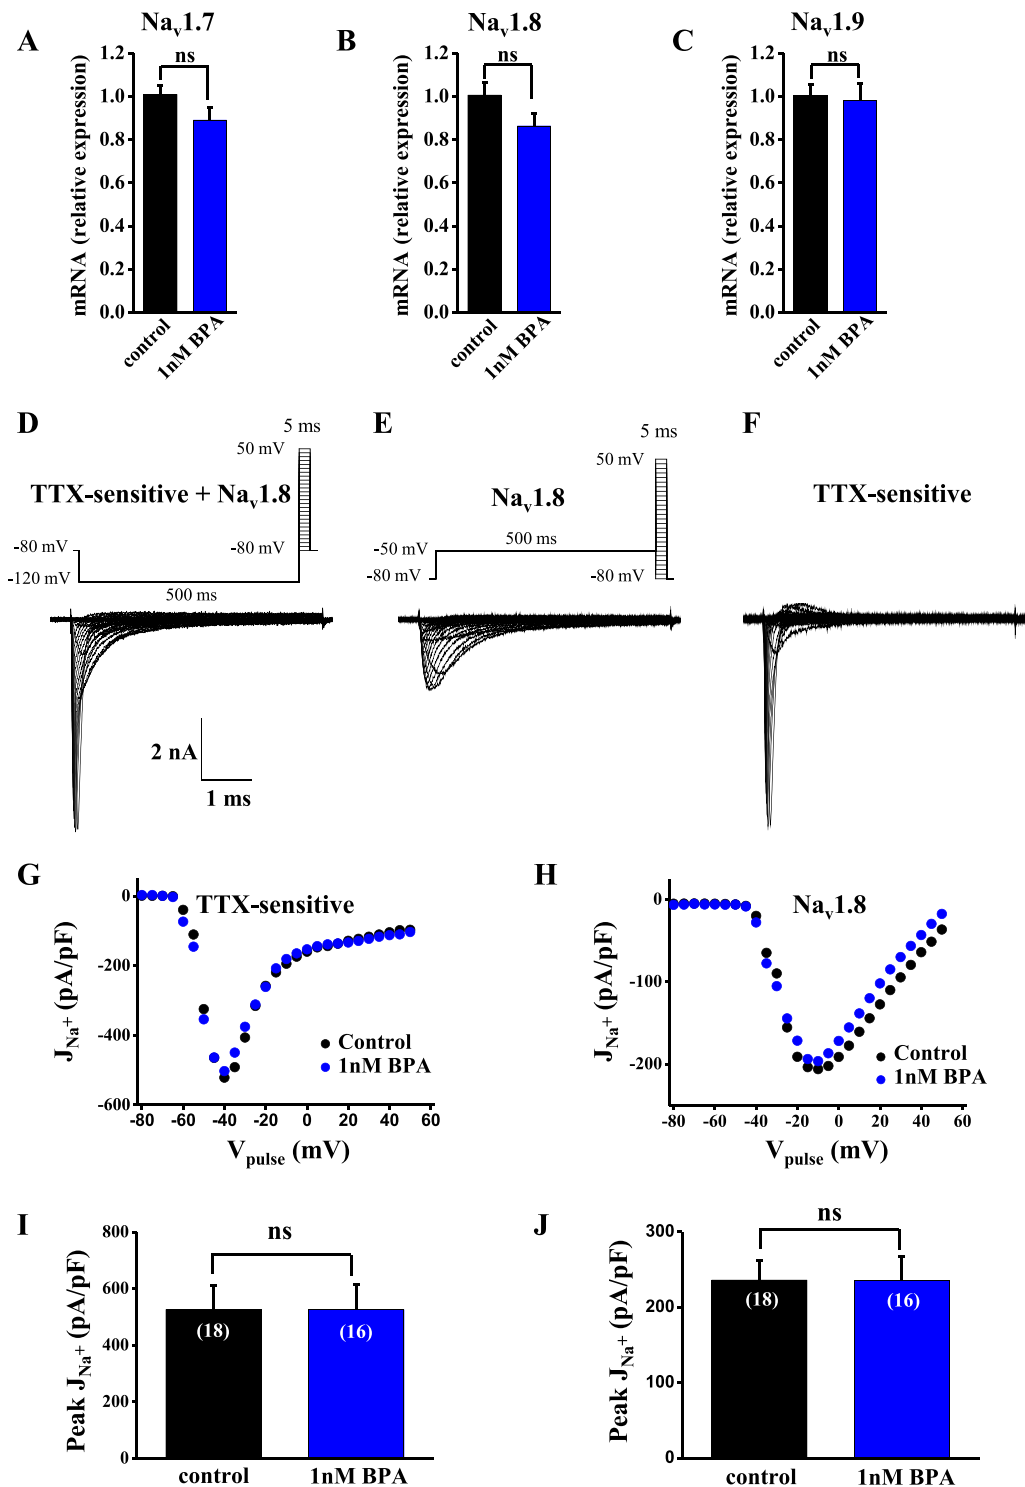 A
Nav1.7
ns
mRNA (relative expression)
1.2
1.0
0.8
0.6
0.4
0.2
0.0
control
1nM BPA
B
Nav1.8
ns
mRNA (relative expression)
1.2
1.0
0.8
0.6
0.4
0.2
0.0
control
1nM BPA
C
Nav1.9
ns
mRNA (relative expression)
1.2
1.0
0.8
0.6
0.4
0.2
0.0
control
1nM BPA
D
5 ms
50 mV
TTX-sensitive + Nav1.8
-80 mV
-80 mV
-120 mV
500 ms
2 nA
1 ms
E
5 ms
50 mV
Nav1.8
-50 mV
500 ms
-80 mV
-80 mV
F
TTX-sensitive
G
TTX-sensitive
JNa+ (pA/pF)
0
-200
-400
-600
Control
1nM BPA
-80 -60 -40 -20 0 20 40 60
Vpulse (mV)
H
Nav1.8
JNa+ (pA/pF)
0
-100
-200
Control
1nM BPA
-80 -60 -40 -20 0 20 40 60
Vpulse (mV)
I
ns
Peak JNa+ (pA/pF)
800
600
400
200
0
(18)
(16)
control
1nM BPA
J
ns
Peak JNa+ (pA/pF)
300
200
100
0
(18)
(16)
control
1nM BPA